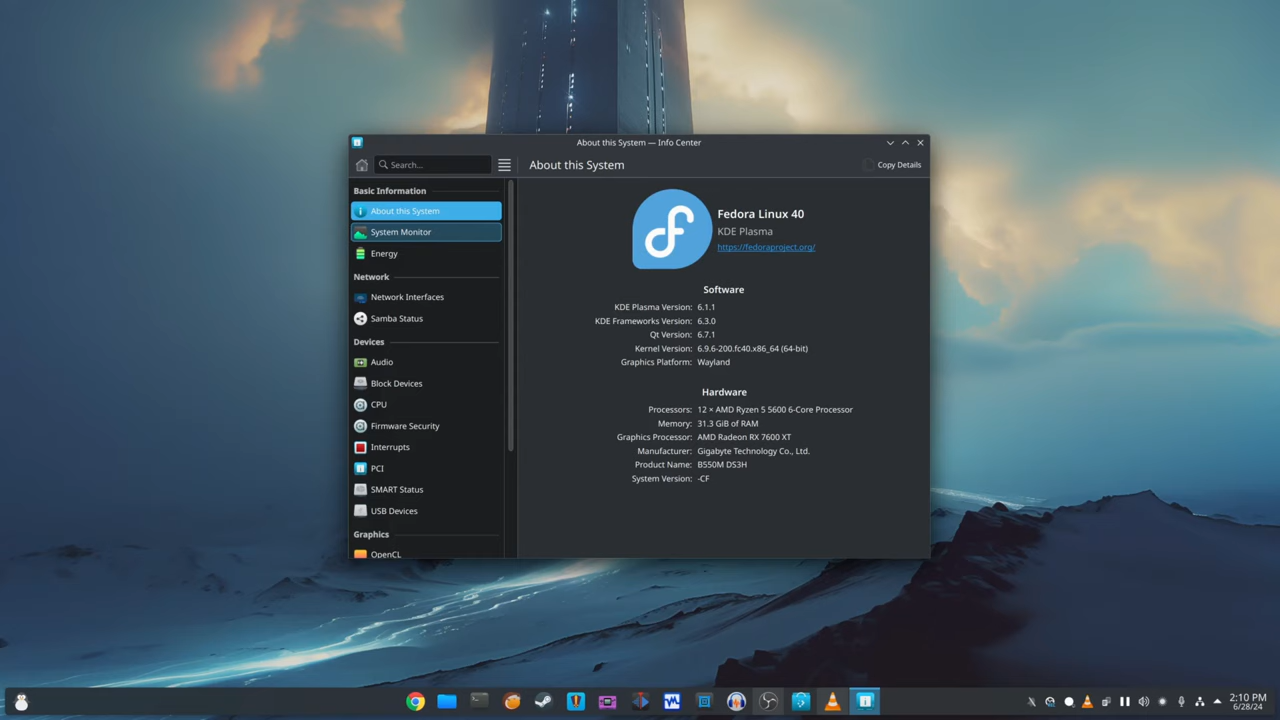 About this System — Info Center
Search...
About this System
Copy Details
Basic Information
About this System
System Monitor
Energy
Network
Network Interfaces
Samba Status
Devices
Audio
Block Devices
CPU
Firmware Security
Interrupts
PCI
SMART Status
USB Devices
Graphics
OpenCL
Fedora Linux 40
KDE Plasma
https://fedoraproject.org/
Software
KDE Plasma Version: 6.1.1
KDE Frameworks Version: 6.3.0
Qt Version: 6.7.1
Kernel Version: 6.9.6-200.fc40.x86_64 (64-bit)
Graphics Platform: Wayland
Hardware
Processors: 12 × AMD Ryzen 5 5600 6-Core Processor
Memory: 31.3 GiB of RAM
Graphics Processor: AMD Radeon RX 7600 XT
Manufacturer: Gigabyte Technology Co., Ltd.
Product Name: B550M DS3H
System Version: -CF
2:10 PM
6/28/24